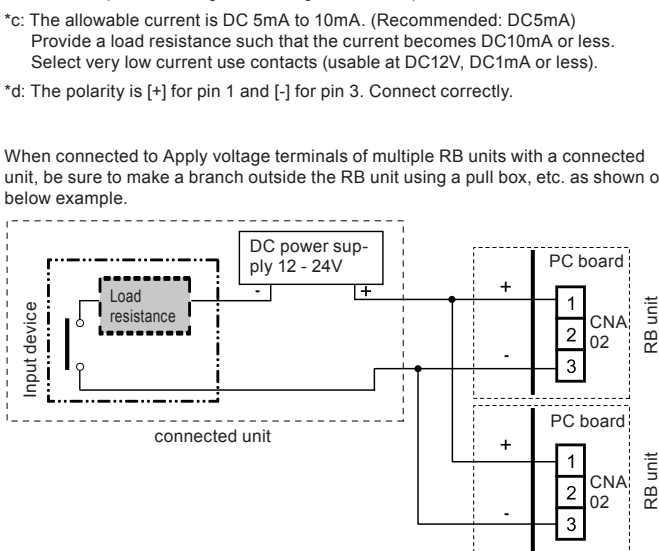 *c: The allowable current is DC 5mA to 10mA. (Recommended: DC5mA)
Provide a load resistance such that the current becomes DC10mA or less.
Select very low current use contacts (usable at DC12V, DC1mA or less).
*d: The polarity is [+] for pin 1 and [-] for pin 3. Connect correctly.
When connected to Apply voltage terminals of multiple RB units with a connected
unit, be sure to make a branch outside the RB unit using a pull box, etc. as shown o
below example.
DC power sup-
ply 12 - 24V
- +
Load
resistance
Input device
connected unit
PC board
+
-
1
2
3
CNA
02
RB unit
PC board
+
-
1
2
3
CNA
02
RB unit